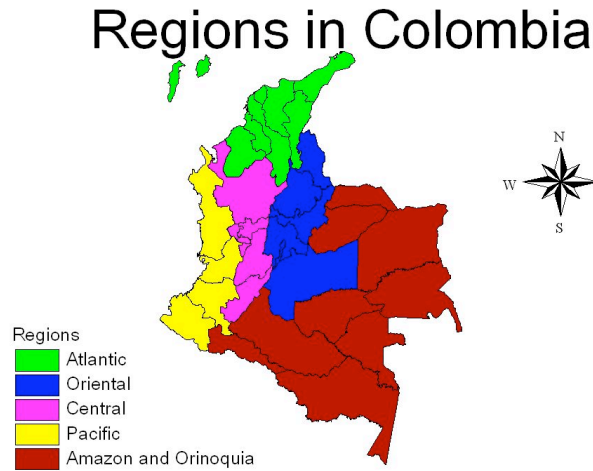 Regions in Colombia
N
W
S
Regions
Atlantic
Oriental
Central
Pacific
Amazon and Orinoquia